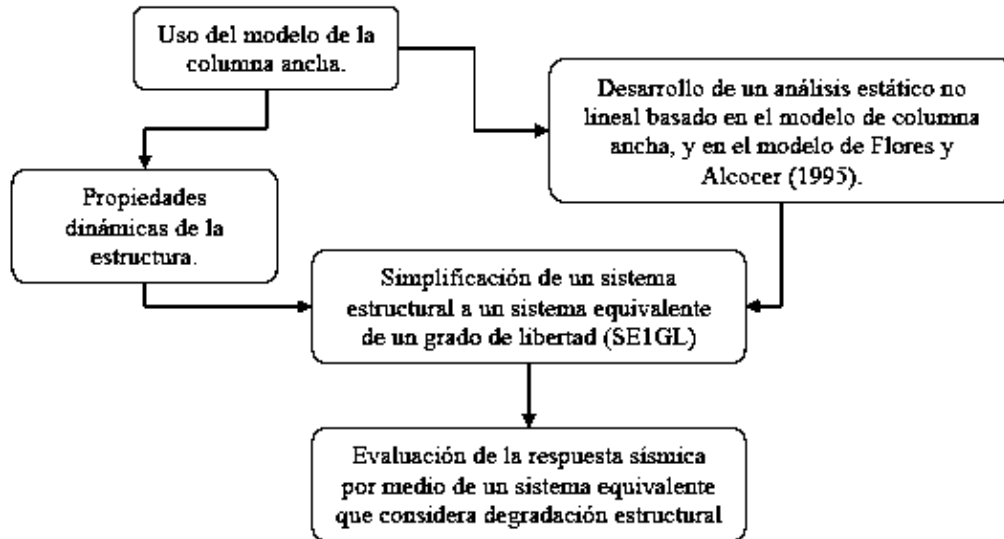 Uso del modelo de la
columna ancha.
Desarrollo de un análisis estático no
lineal basado en el modelo de columna
ancha, y en el modelo de Flores y
Alcocer (1995).
Propiedades
dinámicas de la
estructura.
Simplificación de un sistema
estructural a un sistema equivalente
de un grado de libertad (SE1GL)
Evaluación de la respuesta sísmica
por medio de un sistema equivalente
que considera degradación estructural